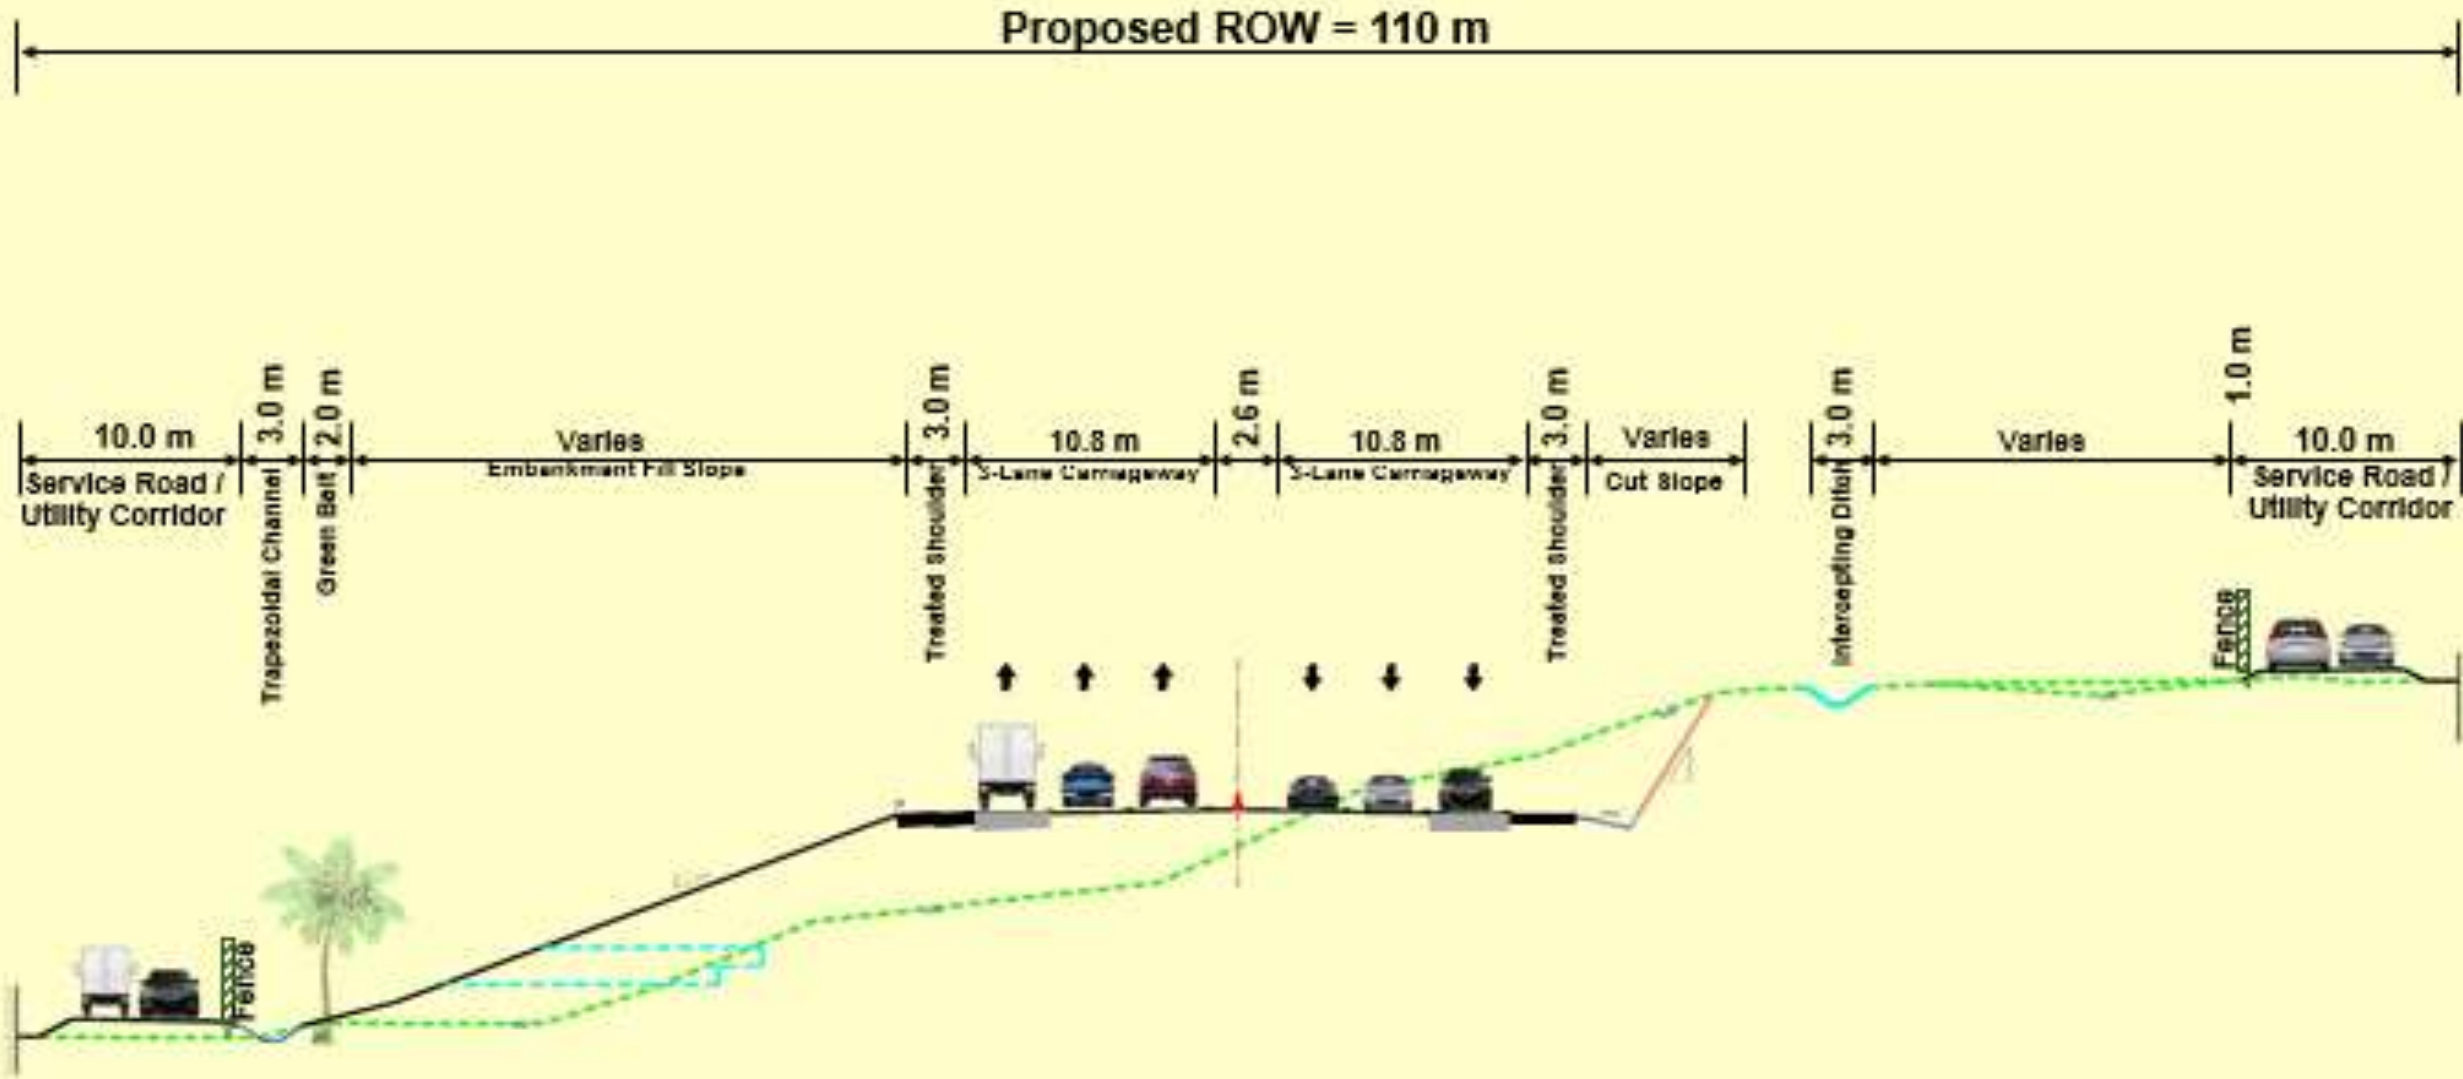 Proposed ROW = 110 m
10.0 m
Service Road /
Utility Corridor
3.0 m
Trapezoidal Channel
2.0 m
Green Belt
Varies
Embankment Fill Slope
3.0 m
Treated Shoulder
10.8 m
3-Lane Carriageway
2.6 m
10.8 m
3-Lane Carriageway
3.0 m
Treated Shoulder
Varies
Cut Slope
3.0 m
Intercepting Ditch
Varies
1.0 m
10.0 m
Service Road /
Utility Corridor
Fence
Fence